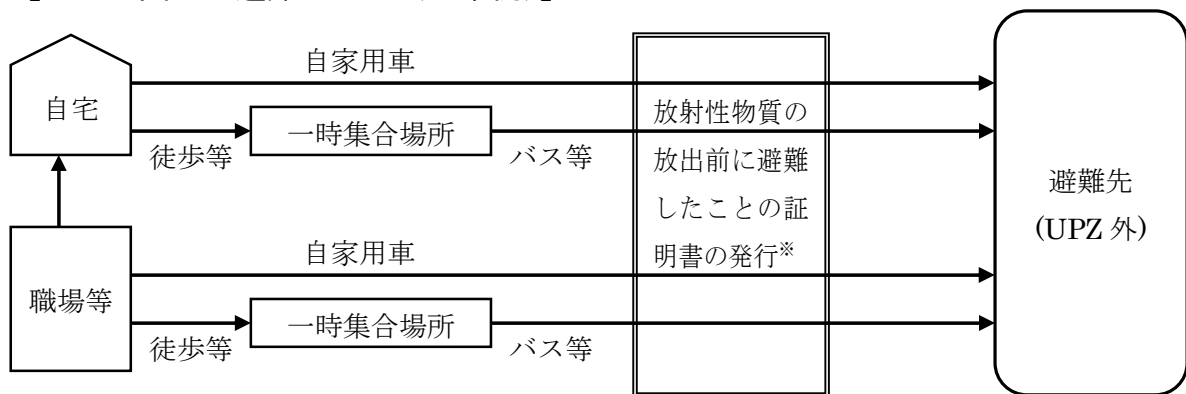 自家用車
自宅
一時集合場所
徒歩等
バス等
放射性物質の
放出前に避難
したことの証
明書の発行※
避難先
(UPZ 外)
自家用車
職場等
一時集合場所
徒歩等
バス等